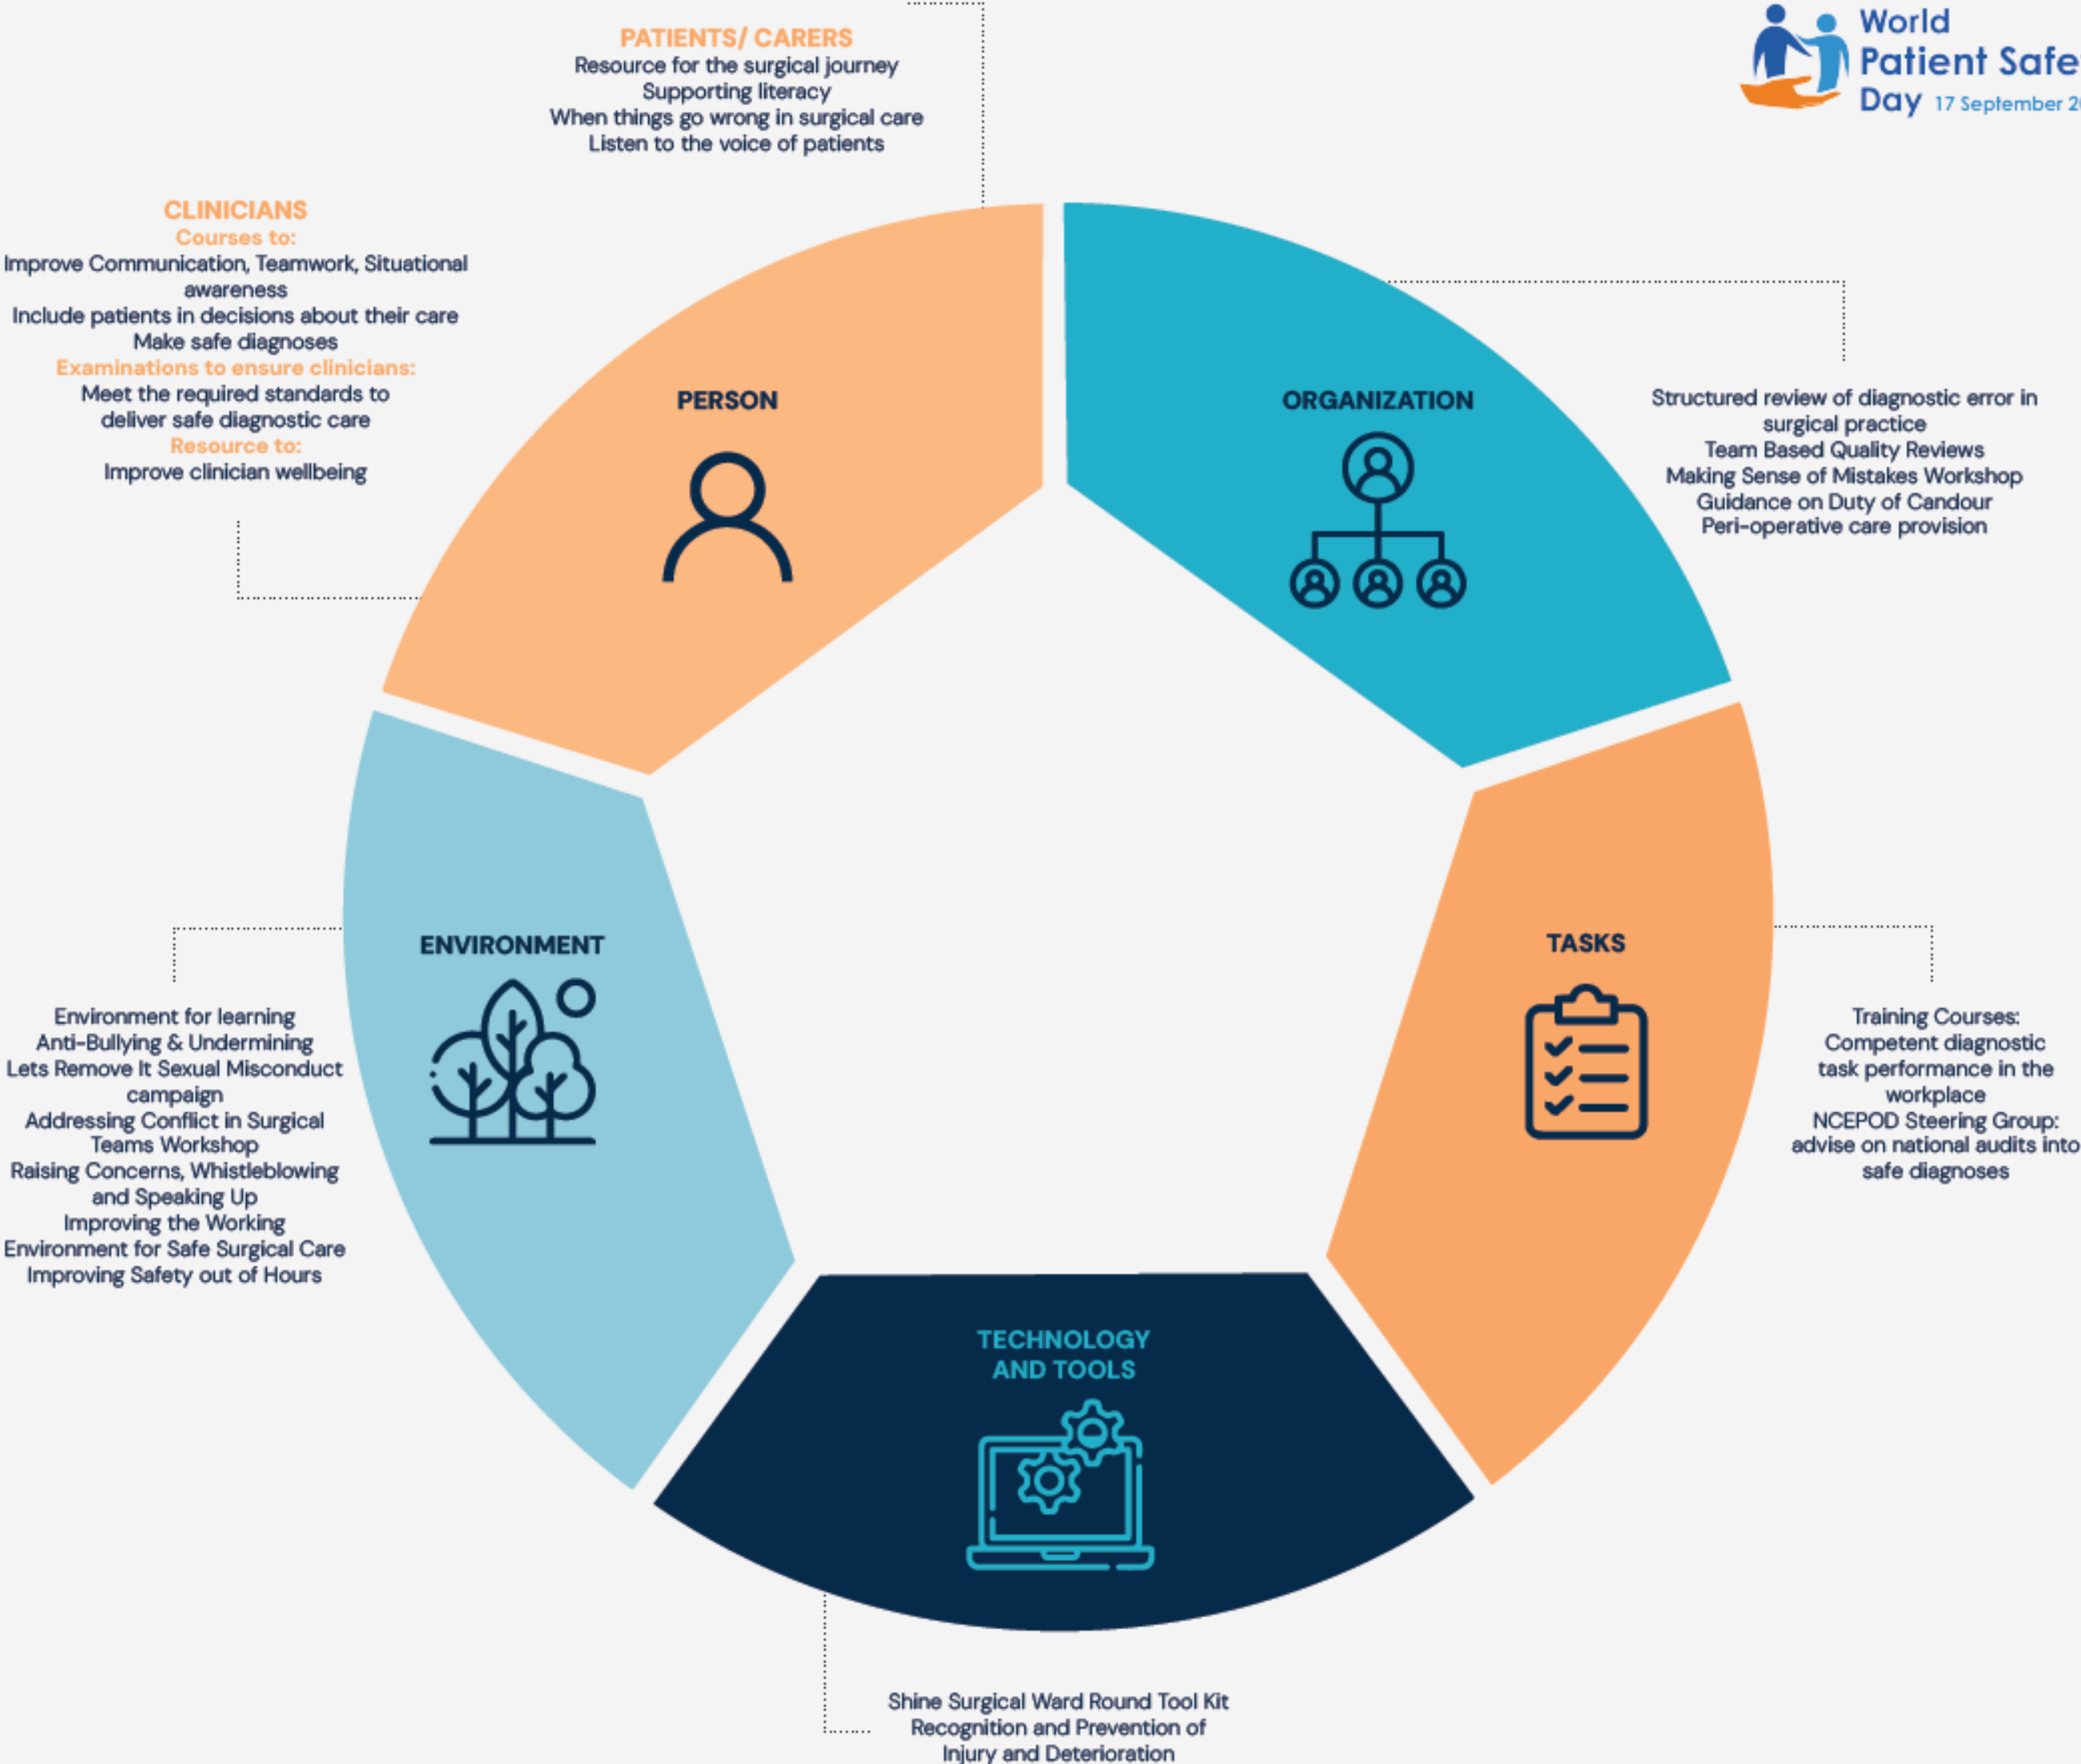 PATIENTS/ CARERS
Resource for the surgical journey
Supporting literacy
When things go wrong in surgical care
Listen to the voice of patients
World
Patient Safe
Day 17 September 2
CLINICIANS
Courses to:
Improve Communication, Teamwork, Situational
awareness
Include patients in decisions about their care
Make safe diagnoses
Examinations to ensure clinicians:
Meet the required standards to
deliver safe diagnostic care
Resource to:
Improve clinician wellbeing
PERSON
ORGANIZATION
Structured review of diagnostic error in
surgical practice
Team Based Quality Reviews
Making Sense of Mistakes Workshop
Guidance on Duty of Candour
Peri-operative care provision
ENVIRONMENT
Environment for learning
Anti-Bullying & Undermining
Lets Remove It Sexual Misconduct
campaign
Addressing Conflict in Surgical
Teams Workshop
Raising Concerns, Whistleblowing
and Speaking Up
Improving the Working
Environment for Safe Surgical Care
Improving Safety out of Hours
TASKS
Training Courses:
Competent diagnostic
task performance in the
workplace
NCEPOD Steering Group:
advise on national audits into
safe diagnoses
TECHNOLOGY
AND TOOLS
Shine Surgical Ward Round Tool Kit
Recognition and Prevention of
Injury and Deterioration